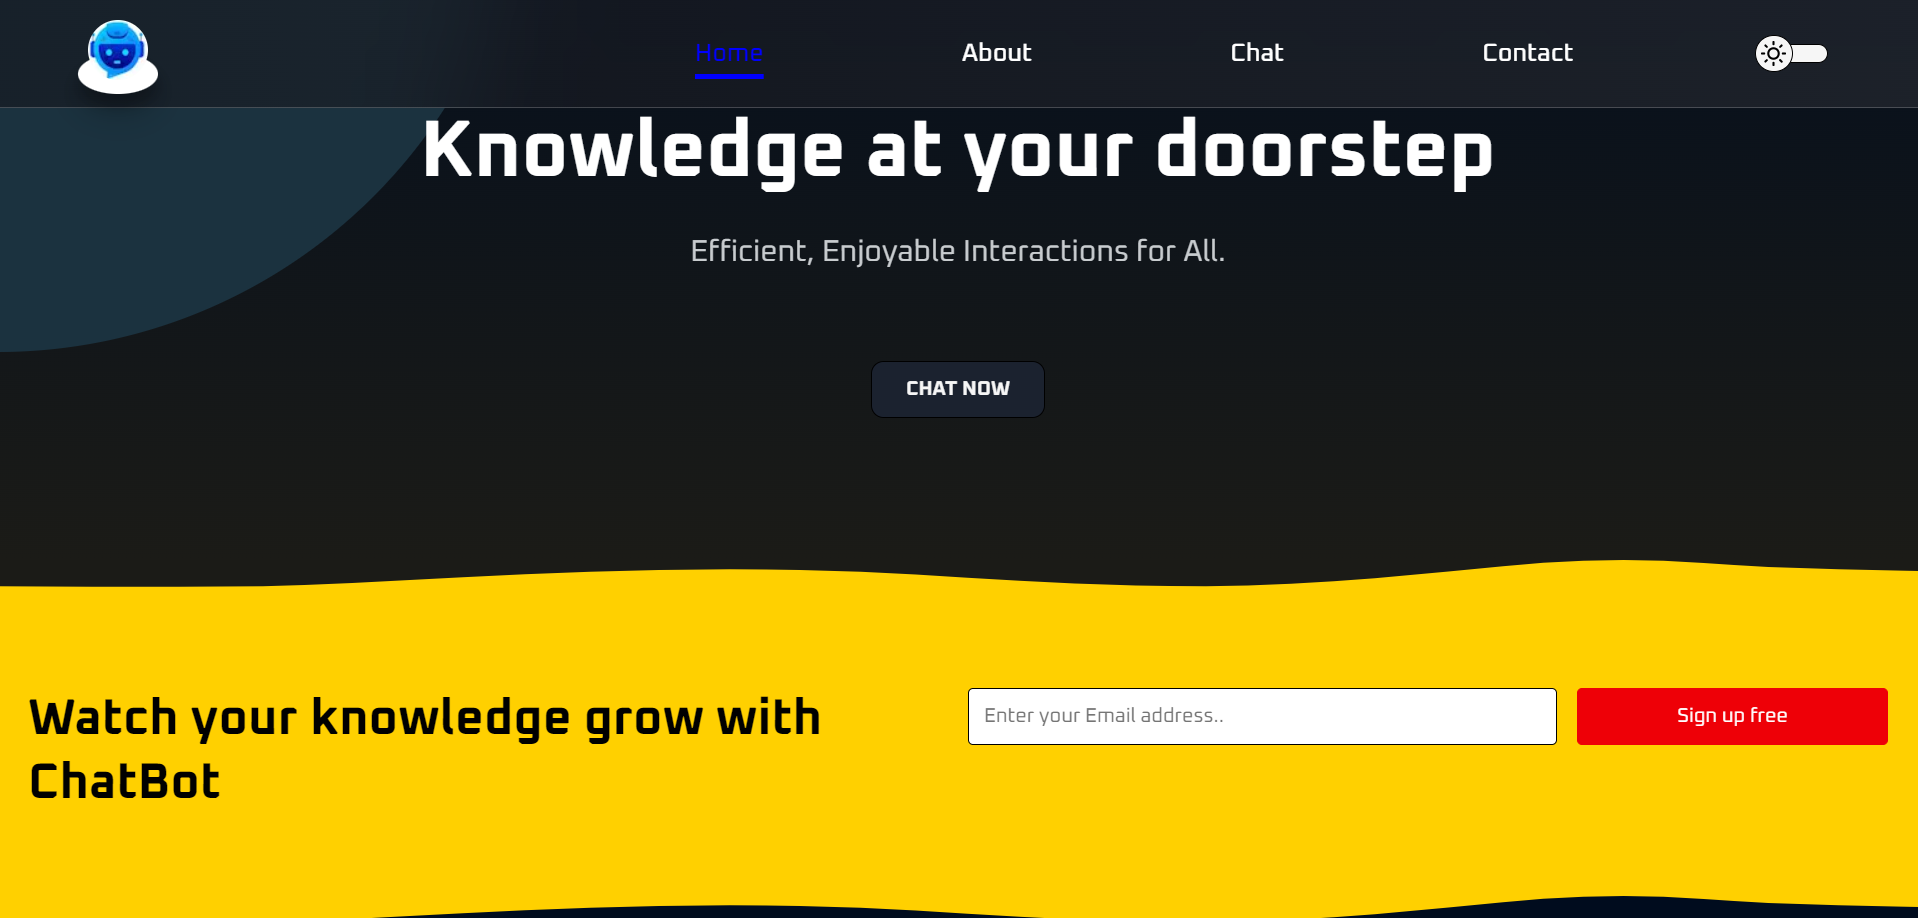 Home About Chat Contact
Knowledge at your doorstep
Efficient, Enjoyable Interactions for All.
CHAT NOW
Watch your knowledge grow with
ChatBot
Enter your Email address..
Sign up free